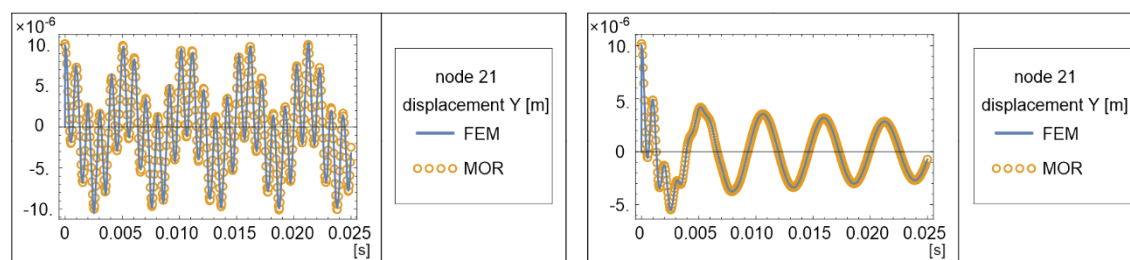 ×10⁻⁶
10.
5.
0
-5.
-10.
0 0.005 0.010 0.015 0.020 0.025
[s]
node 21
displacement Y [m]
FEM
MOR
×10⁻⁶
10.
5.
0
-5.
0 0.005 0.010 0.015 0.020 0.025
[s]
node 21
displacement Y [m]
FEM
MOR